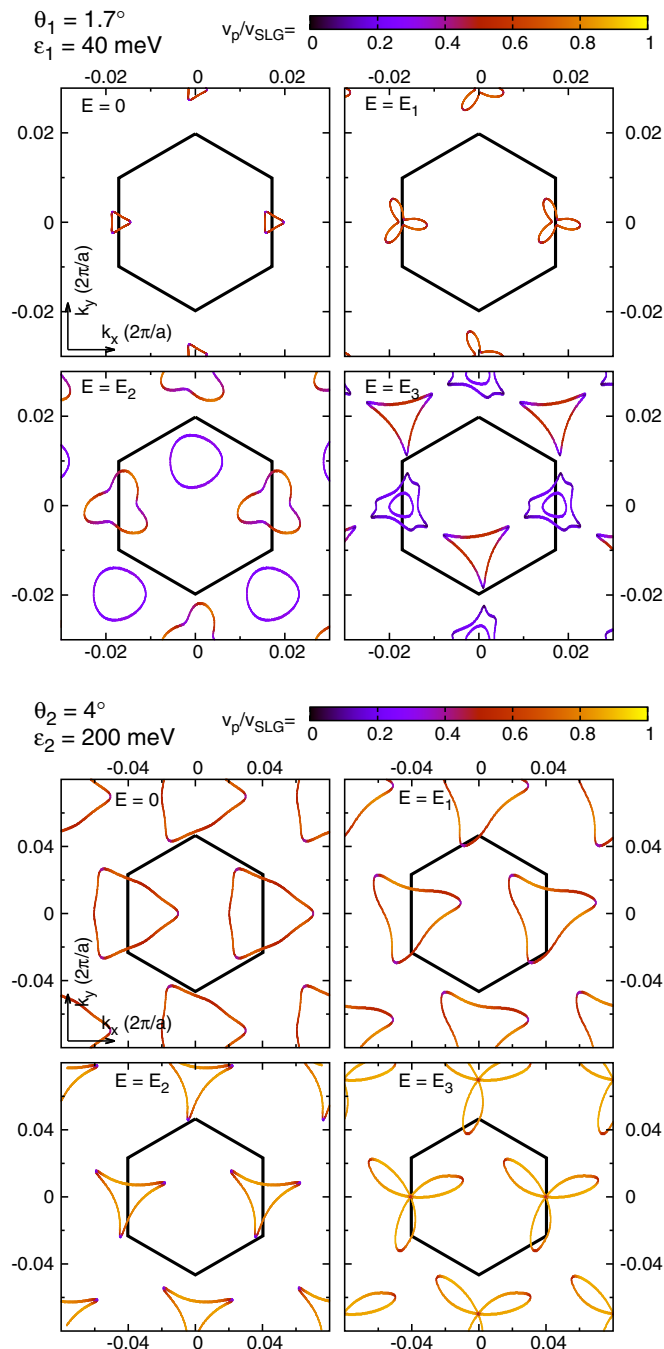 θ₁ = 1.7°
ε₁ = 40 meV
vₚ/v_SLG= 0 0.2 0.4 0.6 0.8 1
-0.02 0 0.02
-0.02 0 0.02
E = 0
E = E₁
0.02
0.02
0
0
-0.02
-0.02
k_y (2π/a)
k_x (2π/a)
E = E₂
E = E₃
0.02
0.02
0
0
-0.02
-0.02
-0.02 0 0.02
-0.02 0 0.02
θ₂ = 4°
ε₂ = 200 meV
vₚ/v_SLG= 0 0.2 0.4 0.6 0.8 1
-0.04 0 0.04
-0.04 0 0.04
E = 0
E = E₁
0.04
0.04
0
0
-0.04
-0.04
k_y (2π/a)
k_x (2π/a)
E = E₂
E = E₃
0.04
0.04
0
0
-0.04
-0.04
-0.04 0 0.04
-0.04 0 0.04